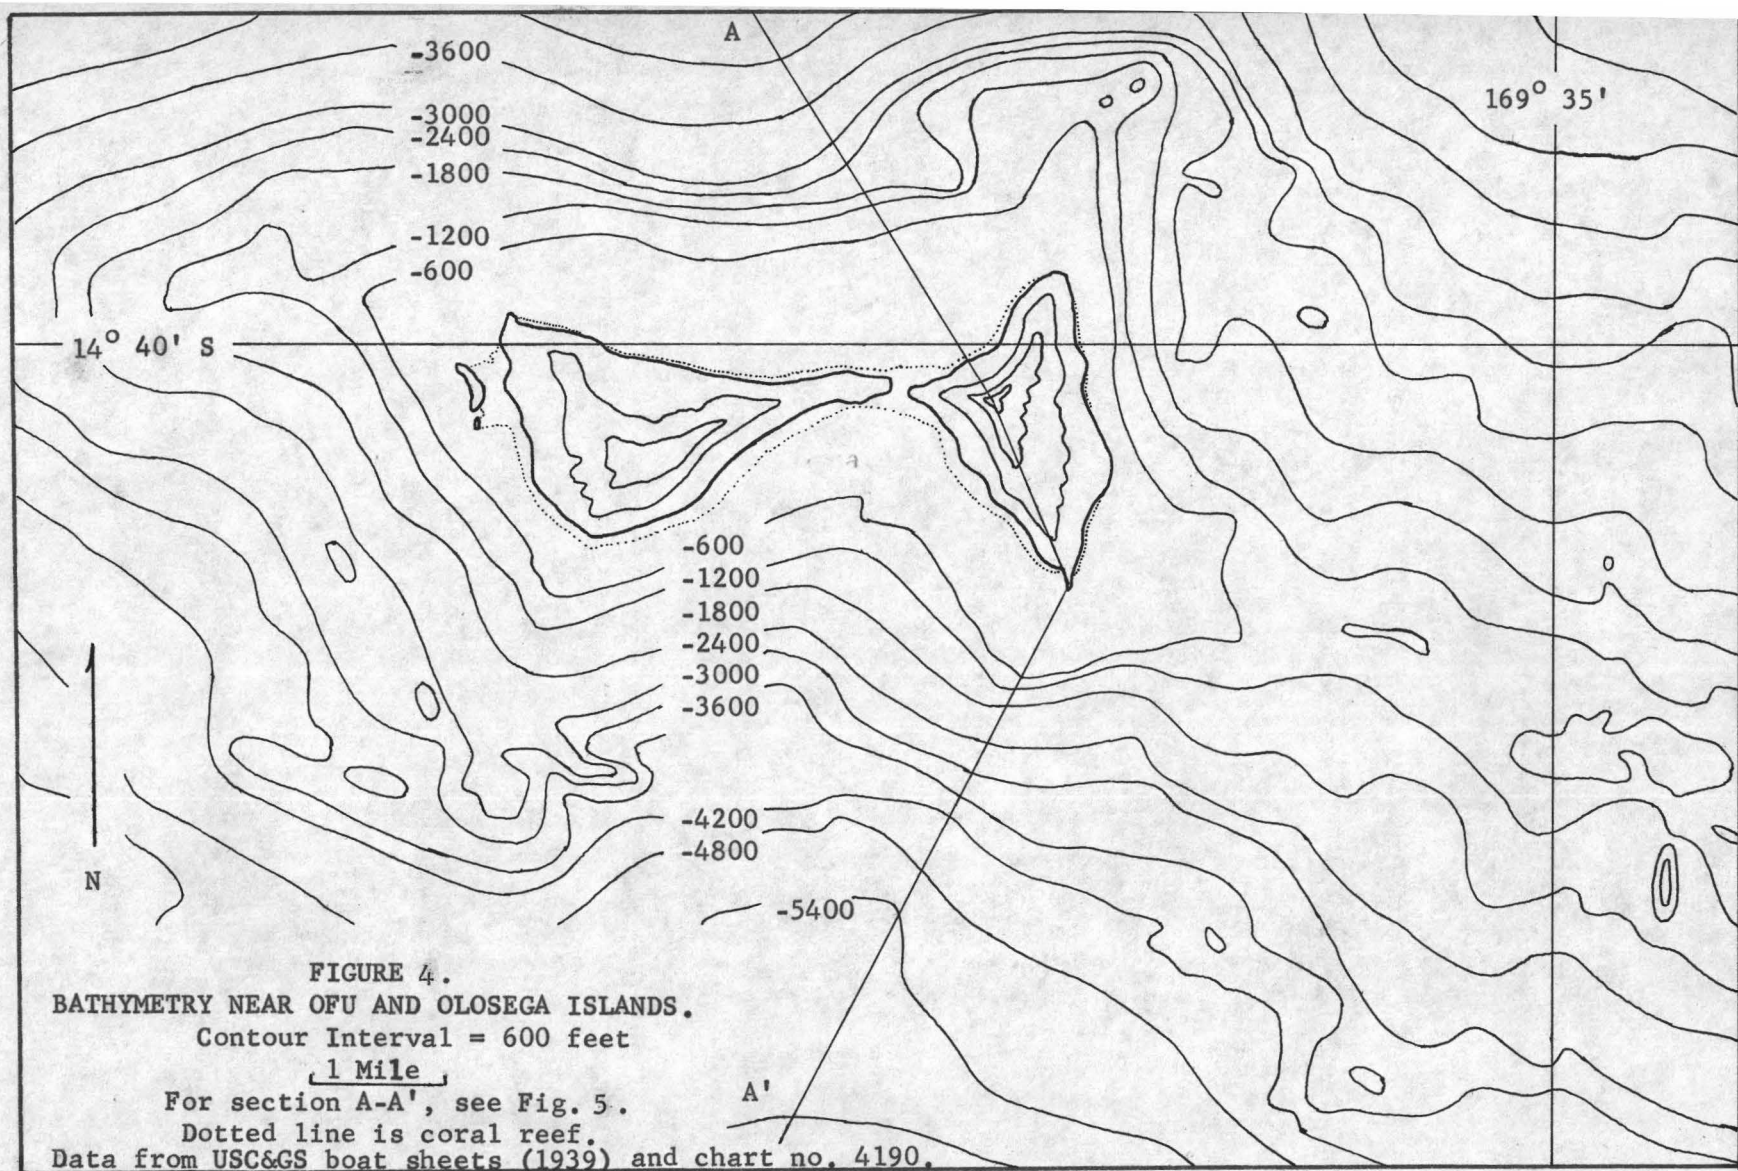 A
-3600
169° 35'
-3000
-2400
-1800
-1200
-600
14° 40' S
-600
-1200
-1800
-2400
-3000
-3600
-4200
-4800
N
-5400
FIGURE 4.
BATHYMETRY NEAR OFU AND OLOSEGA ISLANDS.
Contour Interval = 600 feet
1 Mile
A'
For section A-A', see Fig. 5.
Dotted line is coral reef.
Data from USC&GS boat sheets (1939) and chart no. 4190.